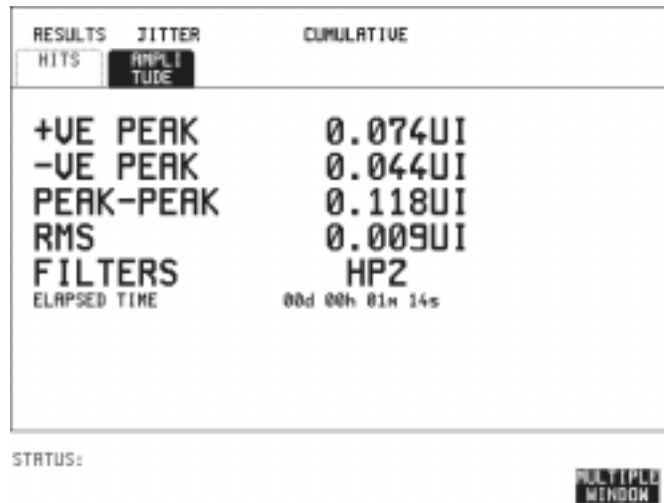 RESULTS JITTER CUMULATIVE
HITS AMPLI
TUDE
+VE PEAK 0.074UI
-VE PEAK 0.044UI
PEAK-PEAK 0.118UI
RMS 0.009UI
FILTERS HP2
ELAPSED TIME 00d 00h 01m 14s
STATUS:
MULTIPLE
WINDOW